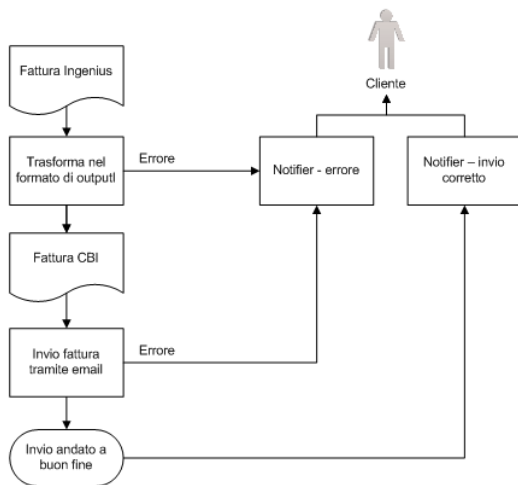 Cliente
Fattura Ingenius
Trasforma nel
formato di outputI
Errore
Notifier - errore
Notifier – invio
corretto
Fattura CBI
Invio fattura
tramite email
Errore
Invio andato a
buon fine